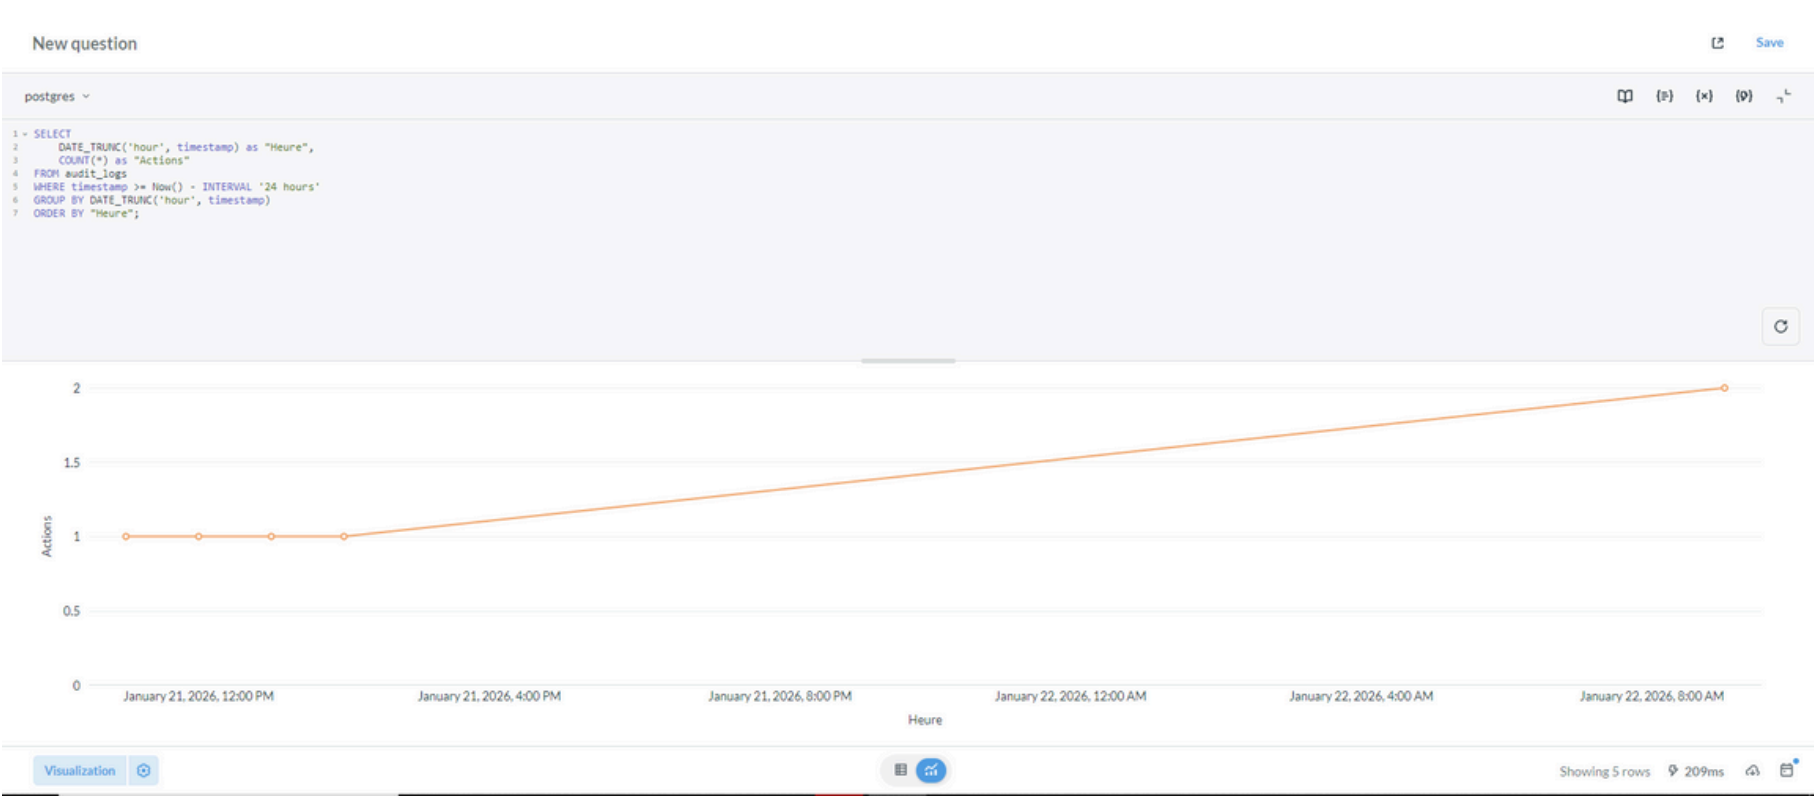 New question
Save
postgres
1 SELECT
2 DATE_TRUNC('hour', timestamp) as "Heure",
3 COUNT(*) as "Actions"
4 FROM audit_logs
5 WHERE timestamp >= Now() - INTERVAL '24 hours'
6 GROUP BY DATE_TRUNC('hour', timestamp)
7 ORDER BY "Heure";
2
1.5
1
0.5
0
Actions
January 21, 2026, 12:00 PM
January 21, 2026, 4:00 PM
January 21, 2026, 8:00 PM
January 22, 2026, 12:00 AM
January 22, 2026, 4:00 AM
January 22, 2026, 8:00 AM
Heure
Visualization
Showing 5 rows
209ms